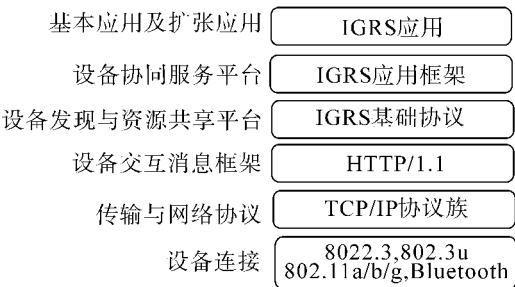 基本应用及扩张应用 IGRS应用
设备协同服务平台 IGRS应用框架
设备发现与资源共享平台 IGRS基础协议
设备交互消息框架 HTTP/1.1
传输与网络协议 TCP/IP协议族
设备连接 8022.3,802.3u
802.11a/b/g,Bluetooth